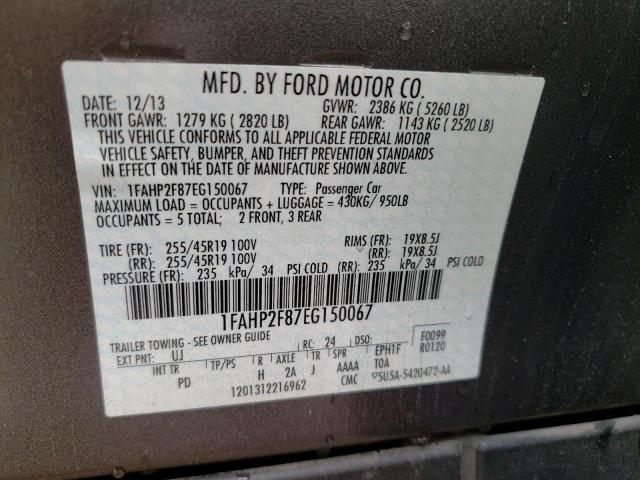 MFD. BY FORD MOTOR CO.
DATE: 12/13 GVWR: 2386 KG ( 5260 LB)
FRONT GAWR: 1279 KG ( 2820 LB) REAR GAWR: 1143 KG ( 2520 LB)
THIS VEHICLE CONFORMS TO ALL APPLICABLE FEDERAL MOTOR
VEHICLE SAFETY, BUMPER, AND THEFT PREVENTION STANDARDS
IN EFFECT ON THE DATE OF MANUFACTURE SHOWN ABOVE.
VIN: 1FAHP2F87EG150067 TYPE: Passenger Car
MAXIMUM LOAD = OCCUPANTS + LUGGAGE = 430KG/ 950LB
OCCUPANTS = 5 TOTAL; 2 FRONT, 3 REAR
TIRE (FR): 255/45R19 100V RIMS (FR): 19X8.5J
(RR): 255/45R19 100V (RR): 19X8.5J
PRESSURE (FR): 235 kPa/ 34 PSI COLD (RR): 235 kPa/ 34 PSI COLD
1FAHP2F87EG150067
TRAILER TOWING - SEE OWNER GUIDE RC: 24 DSO: F0099
EXT PNT: UJ R0120
INT TR TP/PS R AXLE TR SPR EPH1F
PD H 2A J AAAA TOA
1201312216962 CMC 5U5A-5420472-AA